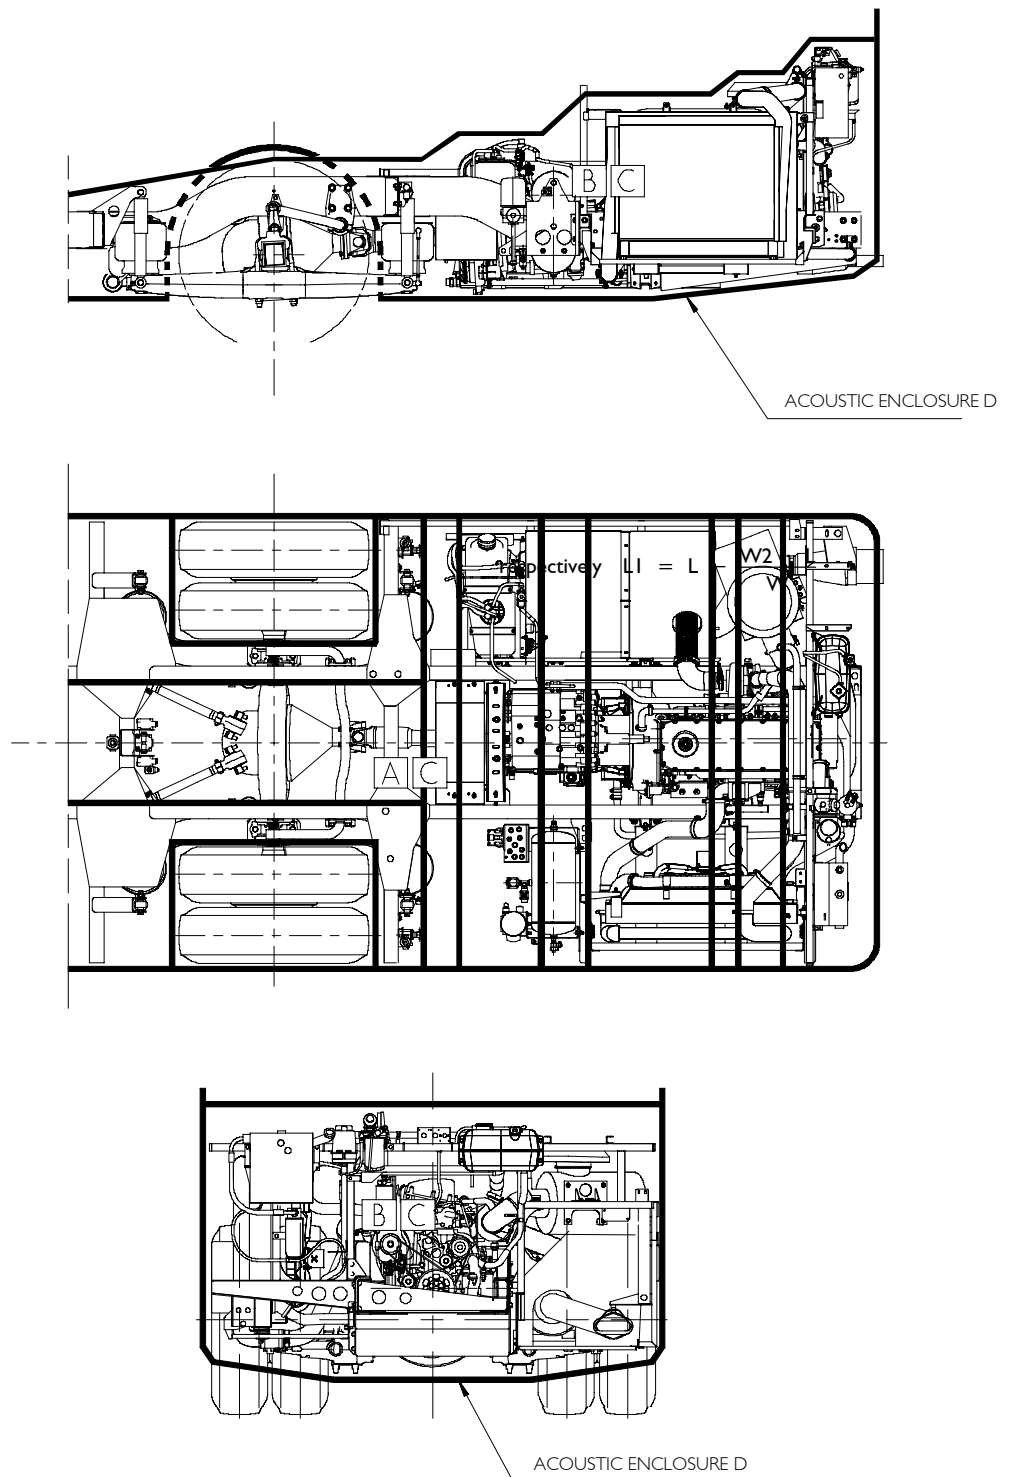 B C
ACOUSTIC ENCLOSURE D
respectively L1 = L - W2
W
A C
B C
ACOUSTIC ENCLOSURE D